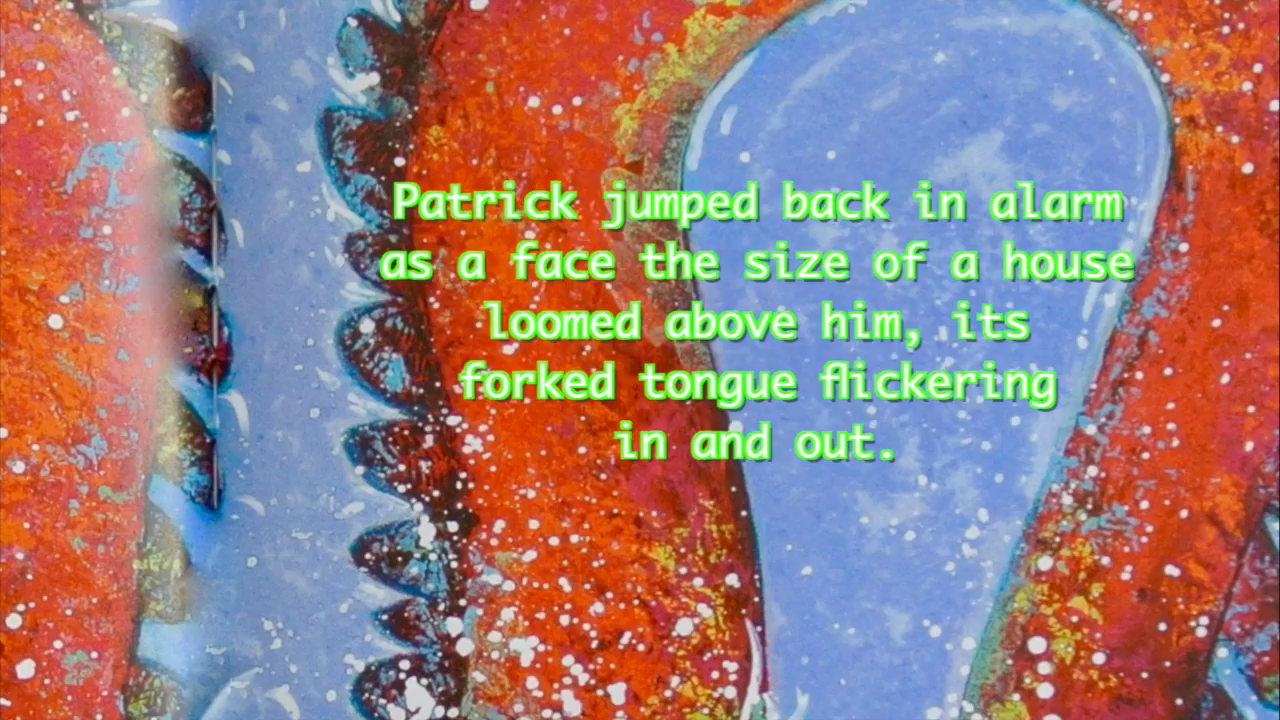 Patrick jumped back in alarm
as a face the size of a house
loomed above him, its
forked tongue flickering
in and out.